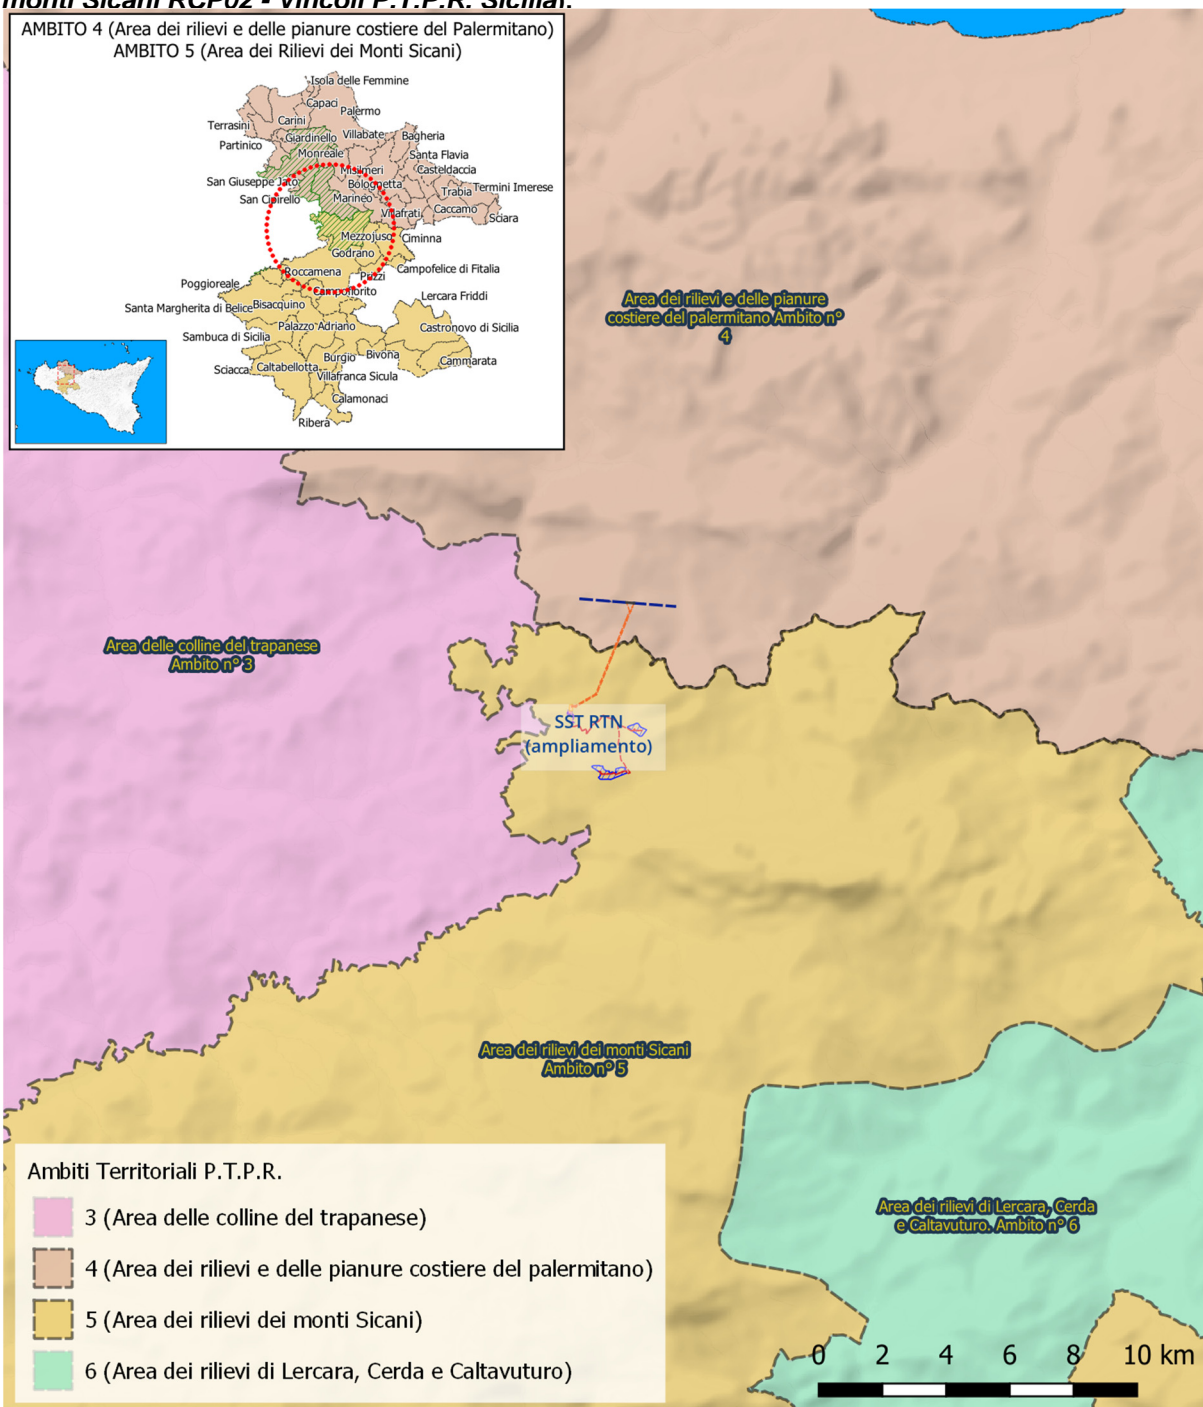 monti Sicani RCP02 - Vincoli P.T.P.R. Sicilia).
AMBITO 4 (Area dei rilievi e delle pianure costiere del Palermitano)
AMBITO 5 (Area dei Rilievi dei Monti Sicani)
Isola delle Femmine
Capaci
Palermo
Terrasini
Carini
Partinico
Giardinello
Villabate
Bagheria
Monreale
Santa Flavia
Misilmeri
Casteldaccia
San Giuseppe Jato
Bolognetta
Trabia
Termini Imerese
San Cipirello
Marineo
Villafrati
Caccamo
Sciara
Mezzojuso
Ciminna
Godrano
Roccamena
Prizzi
Campofelice di Fitalia
Poggioreale
Campofiorito
Lercara Friddi
Santa Margherita di Belice
Bisacquino
Sambuca di Sicilia
Palazzo Adriano
Castronovo di Sicilia
Sciacca
Caltabellotta
Burgio
Bivona
Cammarata
Villafranca Sicula
Calamonaci
Ribera
Area dei rilievi e delle pianure
costiere del palermitano Ambito n°
4
Area delle colline del trapanese
Ambito n° 3
SST RTN
(ampliamento)
Area dei rilievi dei monti Sicani
Ambito n° 5
Area dei rilievi di Lercara, Cerda
e Caltavuturo. Ambito n° 6
Ambiti Territoriali P.T.P.R.
3 (Area delle colline del trapanese)
4 (Area dei rilievi e delle pianure costiere del palermitano)
5 (Area dei rilievi dei monti Sicani)
6 (Area dei rilievi di Lercara, Cerda e Caltavuturo)
0 2 4 6 8 10 km